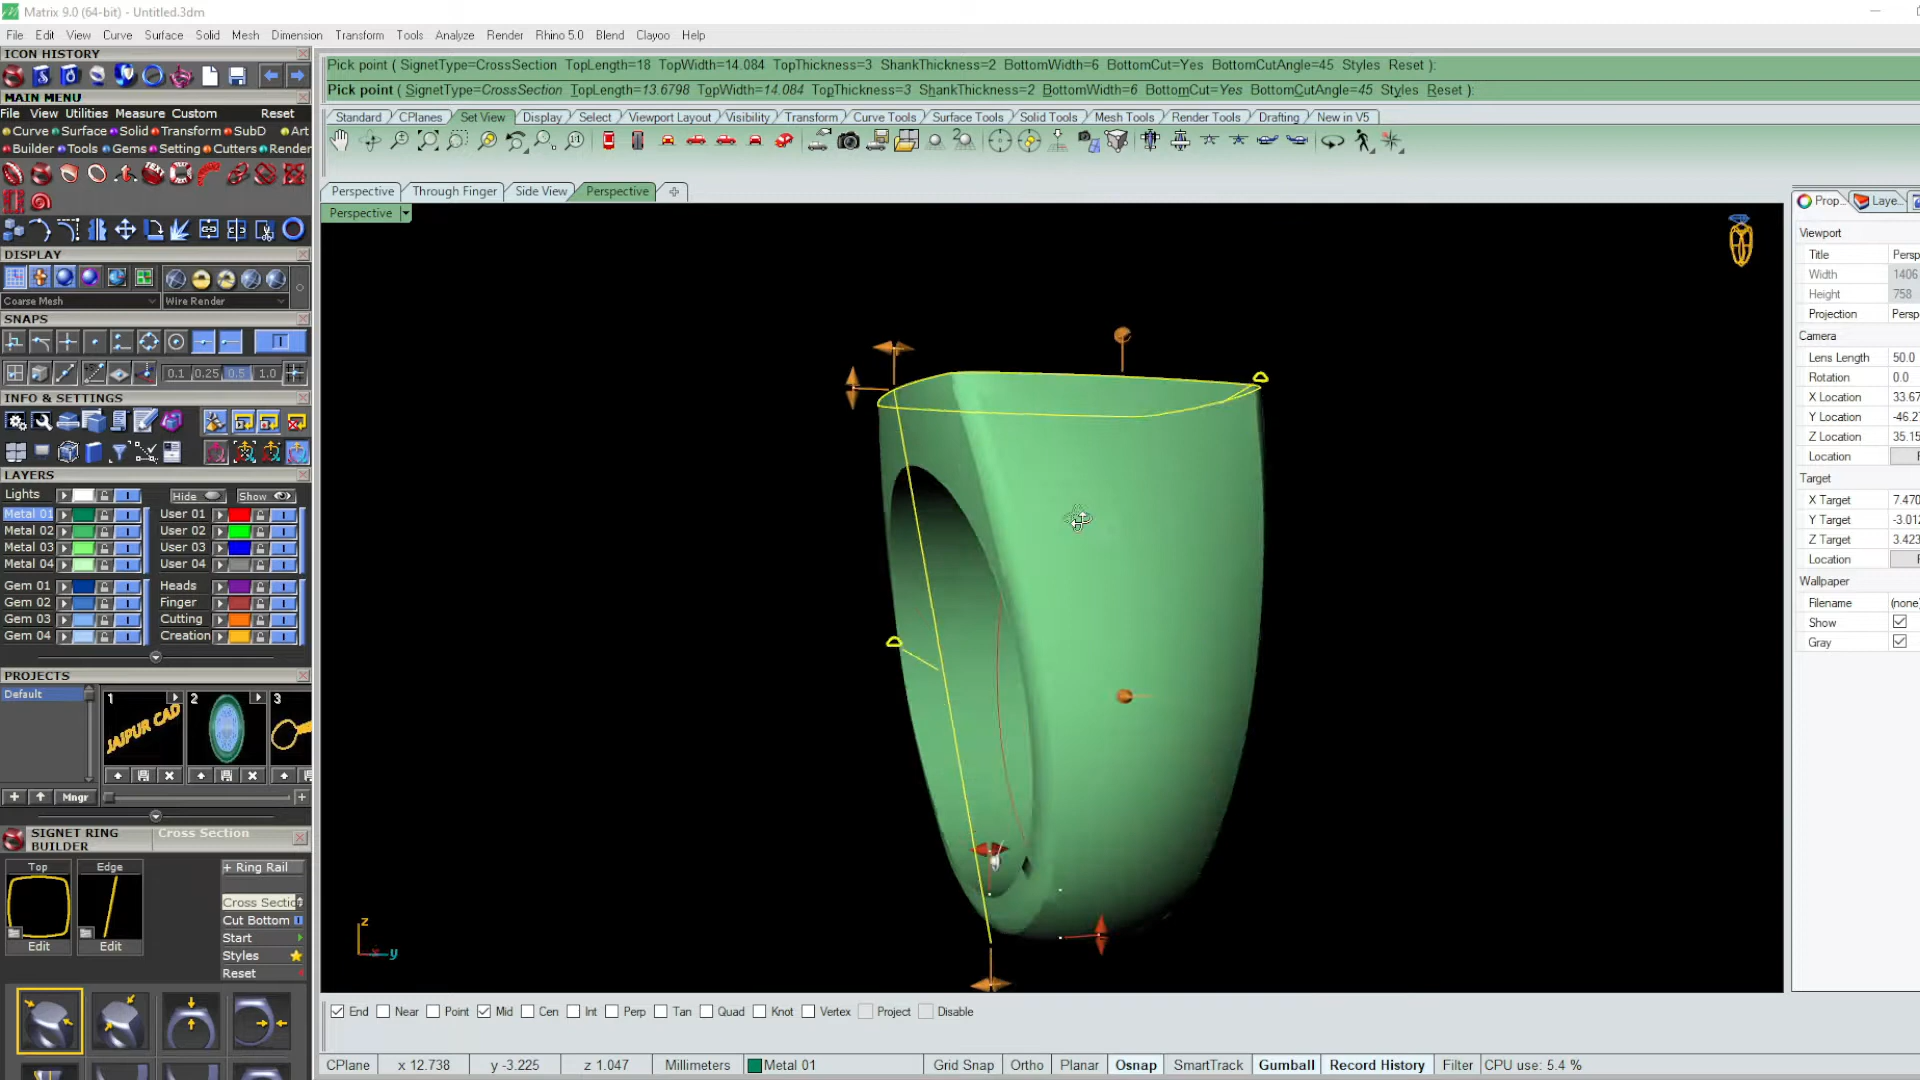 Matrix 9.0 (64-bit) - Untitled.3dm
File Edit View Curve Surface Solid Mesh Dimension Transform Tools Analyze Render Rhino 5.0 Blend Clayoo Help
ICON HISTORY
MAIN MENU
File View Utilities Measure Custom Reset
Curve Surface Solid Transform SubD Art
Builder Tools Gems Setting Cutters Render
DISPLAY
Coarse Mesh Wire Render
SNAPS
0.1 0.25 0.5 1.0
INFO & SETTINGS
LAYERS
Lights Hide Show
Metal 01 User 01
Metal 02 User 02
Metal 03 User 03
Metal 04 User 04
Gem 01 Heads
Gem 02 Finger
Gem 03 Cutting
Gem 04 Creation
PROJECTS
Default
1 2 3
JAIPUR CAD
+ Mngr +
SIGNET RING BUILDER Cross Section
Top Edge + Ring Rail
Cross Sectio
Cut Bottom
Start
Edit Edit
Styles
Reset
Pick point ( SignetType=CrossSection TopLength=18 TopWidth=14.084 TopThickness=3 ShankThickness=2 BottomWidth=6 BottomCut=Yes BottomCutAngle=45 Styles Reset ):
Pick point ( SignetType=CrossSection TopLength=13.6798 TopWidth=14.084 TopThickness=3 ShankThickness=2 BottomWidth=6 BottomCut=Yes BottomCutAngle=45 Styles Reset ):
Standard CPlanes Set View Display Select Viewport Layout Visibility Transform Curve Tools Surface Tools Solid Tools Mesh Tools Render Tools Drafting New in V5
Perspective Through Finger Side View Perspective
Perspective
z
x y
Prop... Laye...
Viewport
Title Persp
Width 1406
Height 758
Projection Persp
Camera
Lens Length 50.0
Rotation 0.0
X Location 33.67
Y Location -46.2
Z Location 35.15
Location
Target
X Target 7.470
Y Target -3.012
Z Target 3.423
Location
Wallpaper
Filename (none)
Show
Gray
End Near Point Mid Cen Int Perp Tan Quad Knot Vertex Project Disable
CPlane x 12.738 y -3.225 z 1.047 Millimeters Metal 01 Grid Snap Ortho Planar Osnap SmartTrack Gumball Record History Filter CPU use: 5.4 %